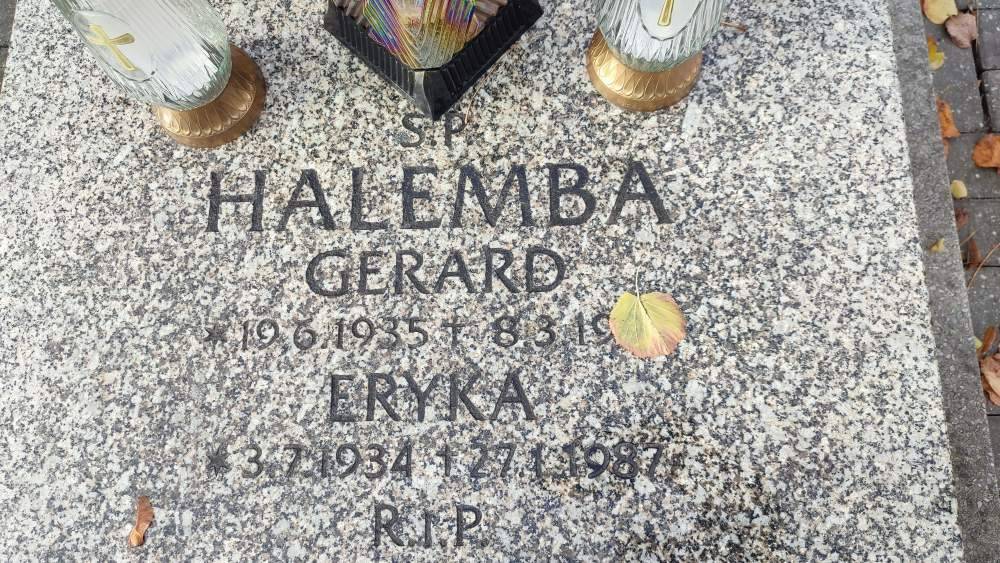 S P
HALEMBA
GERARD
* 19.6.1935 † 8.3 19
ERYKA
* 3.7.1934 † 27.1.1987
R.I.P.